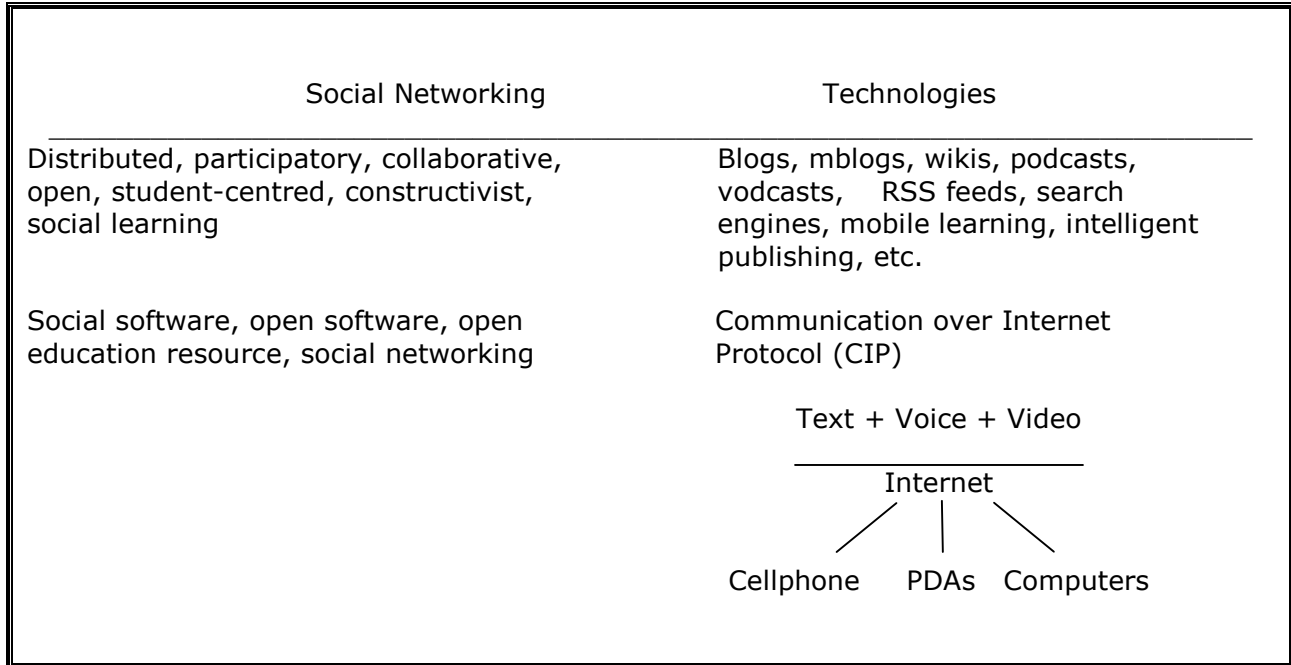 Social Networking
Technologies
Distributed, participatory, collaborative,
open, student-centred, constructivist,
social learning
Blogs, mblogs, wikis, podcasts,
vodcasts, RSS feeds, search
engines, mobile learning, intelligent
publishing, etc.
Social software, open software, open
education resource, social networking
Communication over Internet
Protocol (CIP)
Text + Voice + Video
Internet
Cellphone PDAs Computers